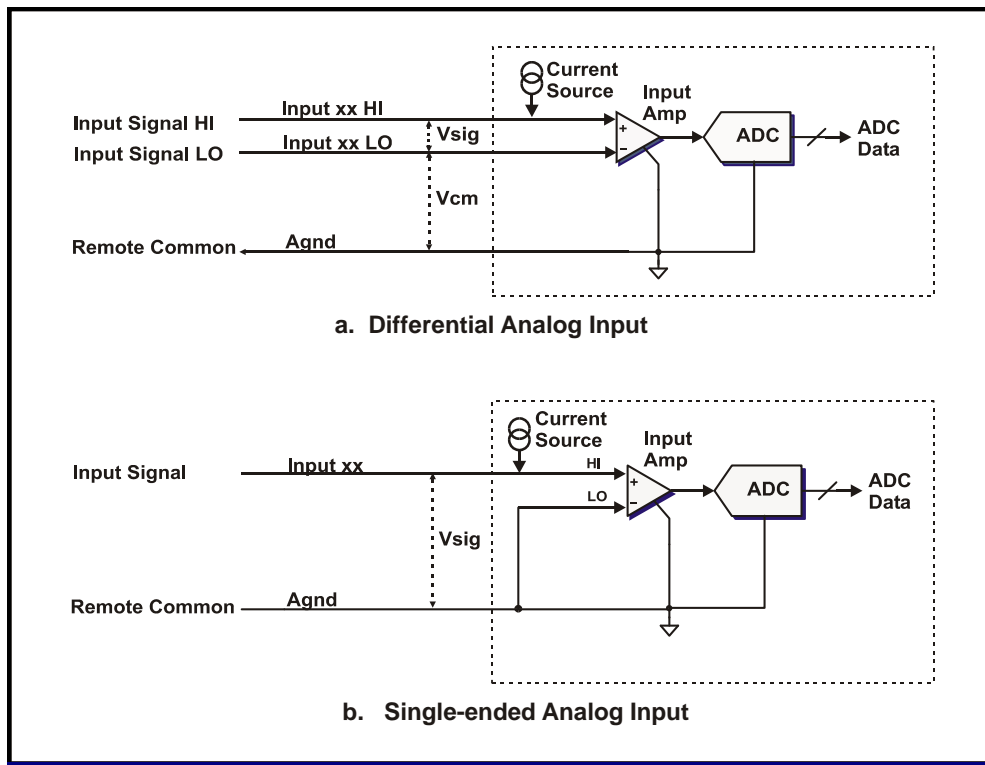 Current
Source
Input
Amp
Input Signal HI
Input xx HI
Vsig
+
ADC
ADC
Data
Input Signal LO
Input xx LO
−
Vcm
Remote Common
Agnd
a. Differential Analog Input
Current
Source
Input
Amp
Input Signal
Input xx
HI
+
ADC
ADC
Data
LO
−
Vsig
Remote Common
Agnd
b. Single-ended Analog Input